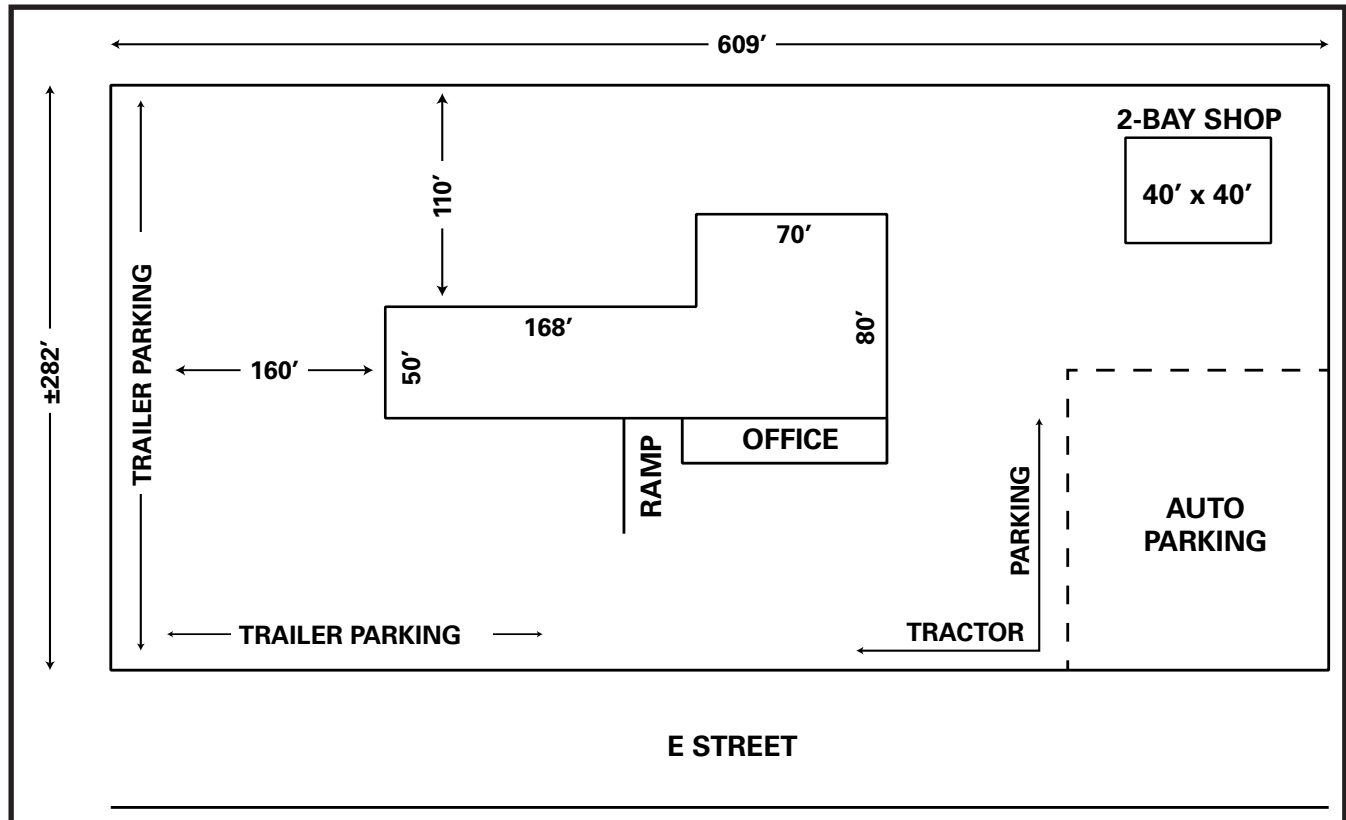 609′
2-BAY SHOP
40′ x 40′
110′
70′
TRAILER PARKING
168′
80′
±282′
160′
50′
OFFICE
RAMP
PARKING
AUTO
PARKING
TRAILER PARKING
TRACTOR
E STREET